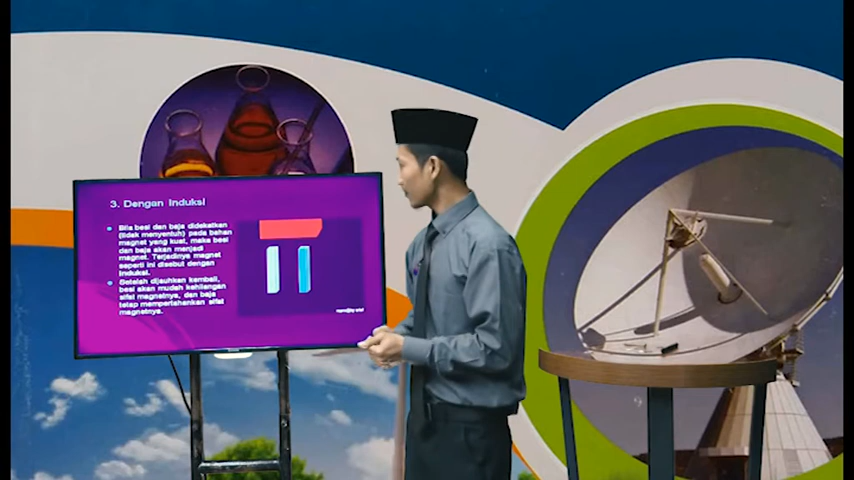 3. Dengan Induksi
Bila besi dan baja didekatkan
(tidak menyentuh) pada bahan
magnet yang kuat, maka besi
dan baja akan menjadi
magnet. Terjadinya magnet
seperti ini disebut dengan
induksi.
Setelah dijauhkan kembali,
besi akan mudah kehilangan
sifat magnetnya, dan baja
tetap mempertahankan sifat
magnetnya.